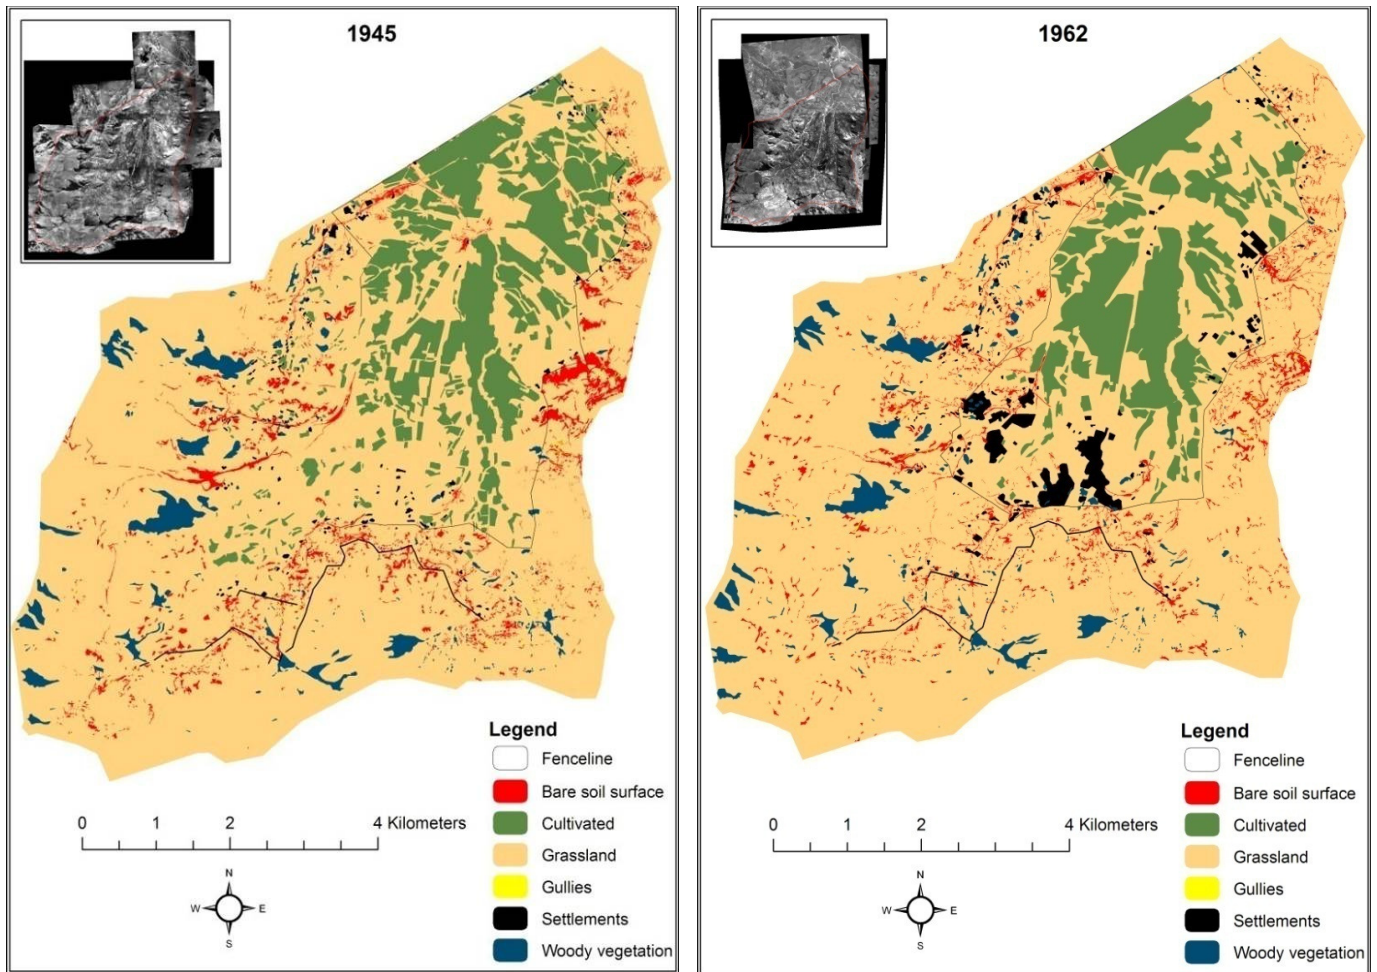 1945
Legend
Fenceline
Bare soil surface
Cultivated
Grassland
Gullies
Settlements
Woody vegetation
0 1 2 4 Kilometers
N
W E
S
1962
Legend
Fenceline
Bare soil surface
Cultivated
Grassland
Gullies
Settlements
Woody vegetation
0 1 2 4 Kilometers
N
W E
S